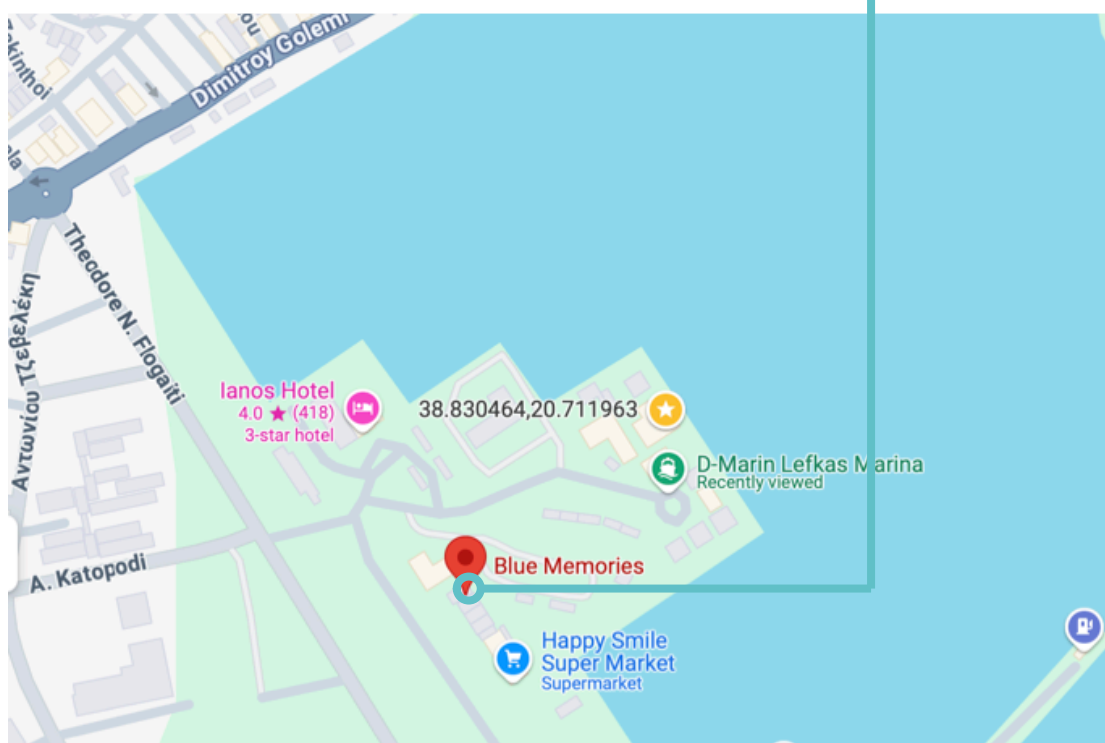 Dimitroy Golemi
Theodore N. Flogaiti
Αντωνίου Τζεβελέκη
Ianos Hotel
4.0 ★ (418)
3-star hotel
38.830464,20.711963
D-Marin Lefkas Marina
Recently viewed
A. Katopodi
Blue Memories
Happy Smile
Super Market
Supermarket